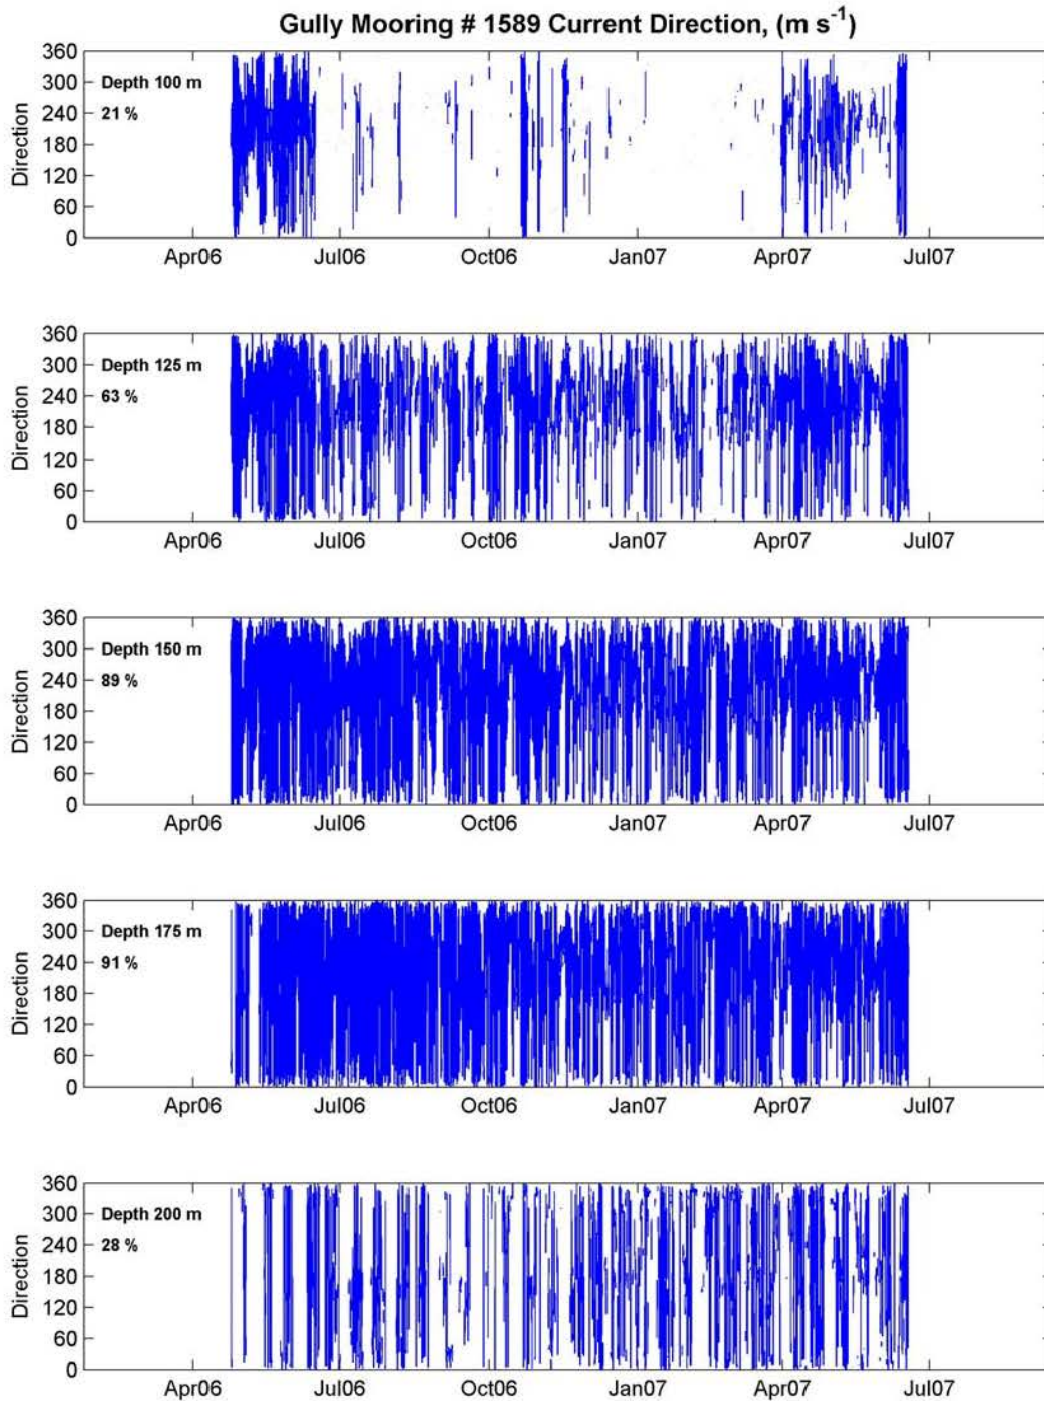 Gully Mooring # 1589 Current Direction, (m s⁻¹)
360
300
240
180
120
60
0
Direction
Depth 100 m
21 %
Apr06 Jul06 Oct06 Jan07 Apr07 Jul07
360
300
240
180
120
60
0
Direction
Depth 125 m
63 %
Apr06 Jul06 Oct06 Jan07 Apr07 Jul07
360
300
240
180
120
60
0
Direction
Depth 150 m
89 %
Apr06 Jul06 Oct06 Jan07 Apr07 Jul07
360
300
240
180
120
60
0
Direction
Depth 175 m
91 %
Apr06 Jul06 Oct06 Jan07 Apr07 Jul07
360
300
240
180
120
60
0
Direction
Depth 200 m
28 %
Apr06 Jul06 Oct06 Jan07 Apr07 Jul07